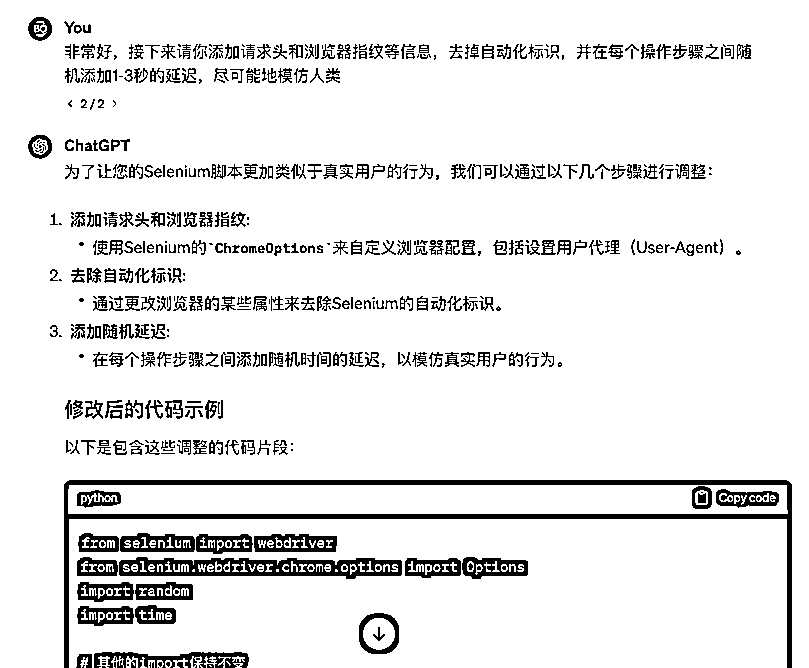 You
非常好，接下来请你添加请求头和浏览器指纹等信息，去掉自动化标识，并在每个操作步骤之间随
机添加1-3秒的延迟，尽可能地模仿人类
< 2/2 >
ChatGPT
为了让您的Selenium脚本更加类似于真实用户的行为，我们可以通过以下几个步骤进行调整：
1. 添加请求头和浏览器指纹:
• 使用Selenium的`ChromeOptions`来自定义浏览器配置，包括设置用户代理（User-Agent）。
2. 去除自动化标识:
• 通过更改浏览器的某些属性来去除Selenium的自动化标识。
3. 添加随机延迟:
• 在每个操作步骤之间添加随机时间的延迟，以模仿真实用户的行为。
修改后的代码示例
以下是包含这些调整的代码片段：
python
Copy code
from selenium import webdriver
from selenium.webdriver.chrome.options import Options
import random
import time
# 其他的import保持不变